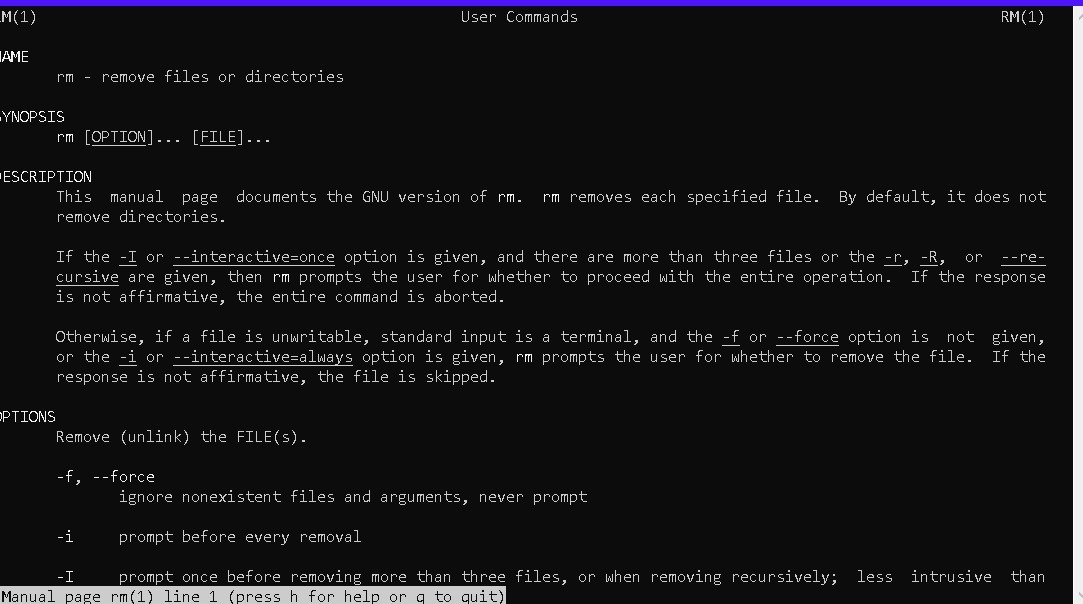 M(1) User Commands RM(1)
AME
rm - remove files or directories
YNOPSIS
rm [OPTION]... [FILE]...
ESCRIPTION
This manual page documents the GNU version of rm. rm removes each specified file. By default, it does not
remove directories.
If the -I or --interactive=once option is given, and there are more than three files or the -r, -R, or --re-
cursive are given, then rm prompts the user for whether to proceed with the entire operation. If the response
is not affirmative, the entire command is aborted.
Otherwise, if a file is unwritable, standard input is a terminal, and the -f or --force option is not given,
or the -i or --interactive=always option is given, rm prompts the user for whether to remove the file. If the
response is not affirmative, the file is skipped.
OPTIONS
Remove (unlink) the FILE(s).
-f, --force
ignore nonexistent files and arguments, never prompt
-i prompt before every removal
-I prompt once before removing more than three files, or when removing recursively; less intrusive than
Manual page rm(1) line 1 (press h for help or q to quit)